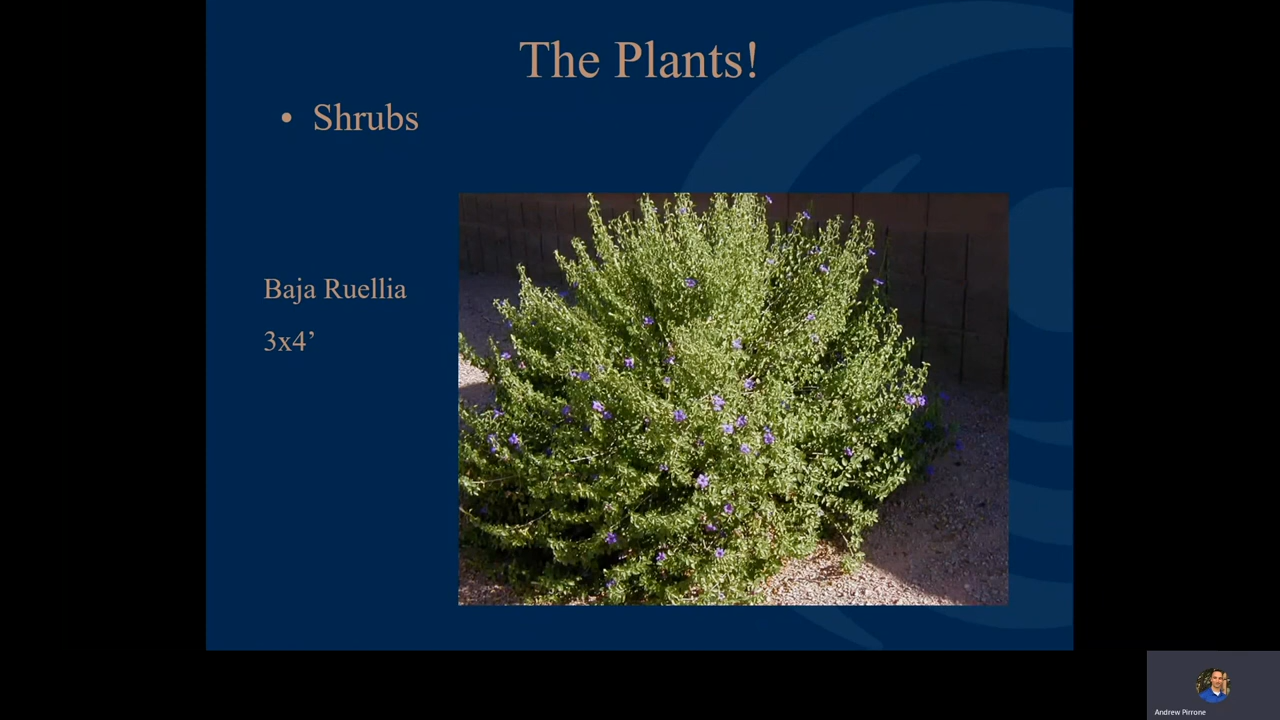 The Plants!
• Shrubs
Baja Ruellia
3x4’
Andrew Pirrone